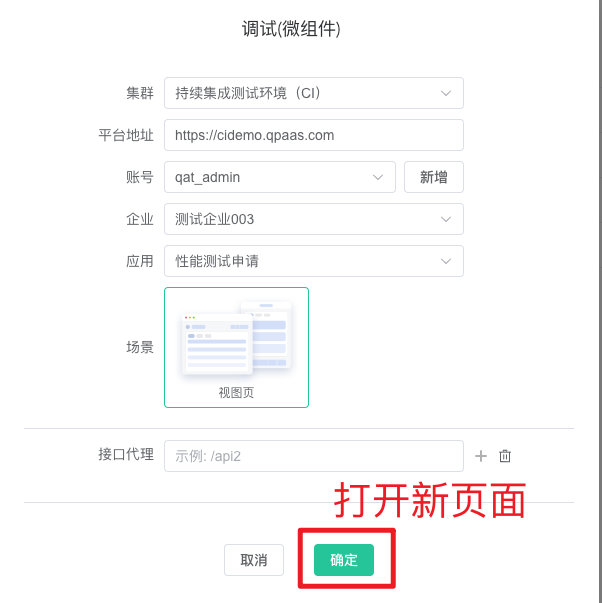 调试(微组件)
集群 持续集成测试环境（CI）
平台地址 https://cidemo.qpaas.com
账号 qat_admin 新增
企业 测试企业003
应用 性能测试申请
场景
视图页
接口代理 示例: /api2
打开新页面
取消 确定